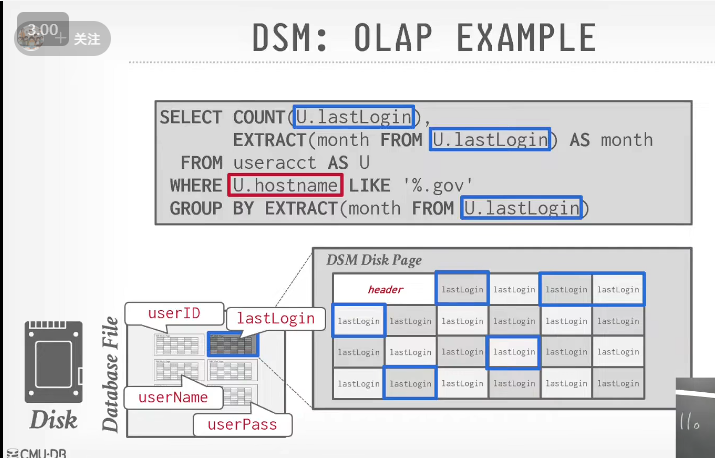 3.00
关注
DSM: OLAP EXAMPLE
SELECT COUNT(U.lastLogin),
EXTRACT(month FROM U.lastLogin) AS month
FROM useracct AS U
WHERE U.hostname LIKE '%.gov'
GROUP BY EXTRACT(month FROM U.lastLogin)
DSM Disk Page
header lastLogin lastLogin lastLogin lastLogin
lastLogin lastLogin lastLogin lastLogin lastLogin lastLogin
lastLogin lastLogin lastLogin lastLogin lastLogin lastLogin
lastLogin lastLogin lastLogin lastLogin lastLogin lastLogin
Database File
userID
lastLogin
userName
userPass
Disk
CMU-DB